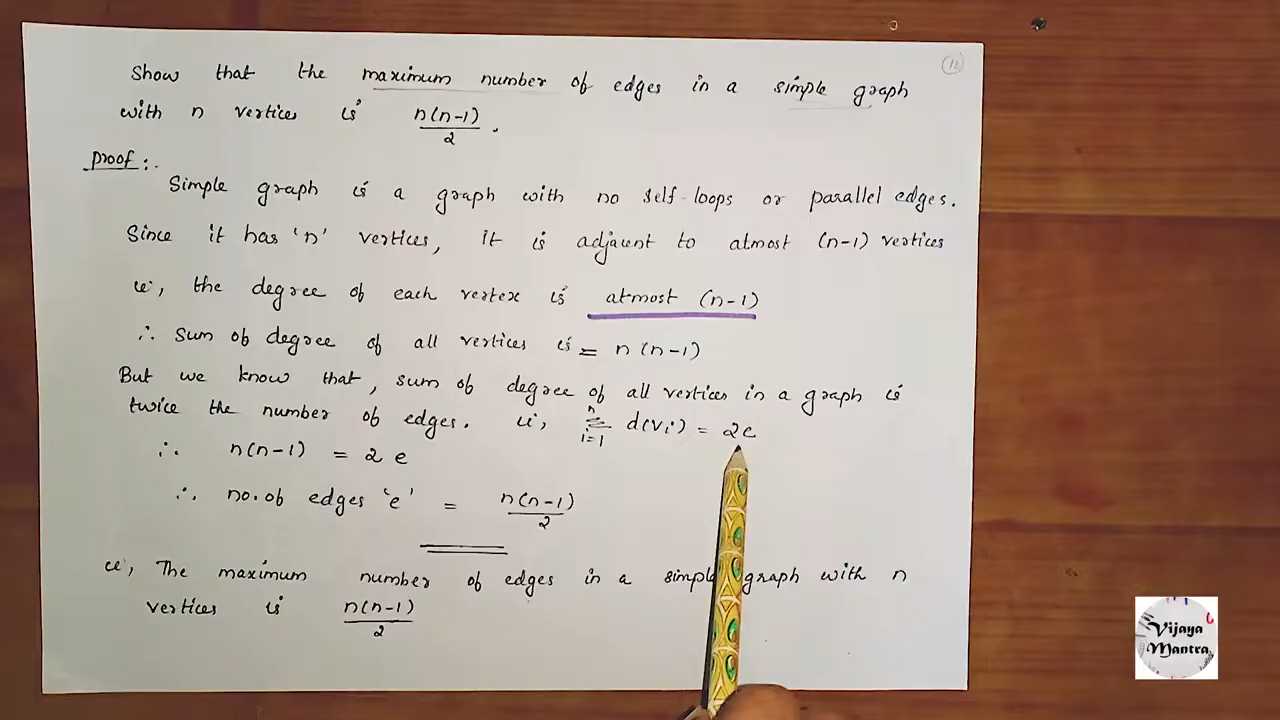 12
Show that the maximum number of edges in a simple graph
with n vertices is n(n-1)/2.
Proof:-
Simple graph is a graph with no self-loops or parallel edges.
Since it has 'n' vertices, it is adjacent to almost (n-1) vertices
ie, the degree of each vertex is atmost (n-1)
∴ Sum of degree of all vertices is = n(n-1)
But we know that, sum of degree of all vertices in a graph is
twice the number of edges. ie, n Σ i=1 d(vi) = 2e
∴ n(n-1) = 2e
∴ no. of edges 'e' = n(n-1)/2
ie, The maximum number of edges in a simple graph with n
vertices is n(n-1)/2
Vijaya
Mantra